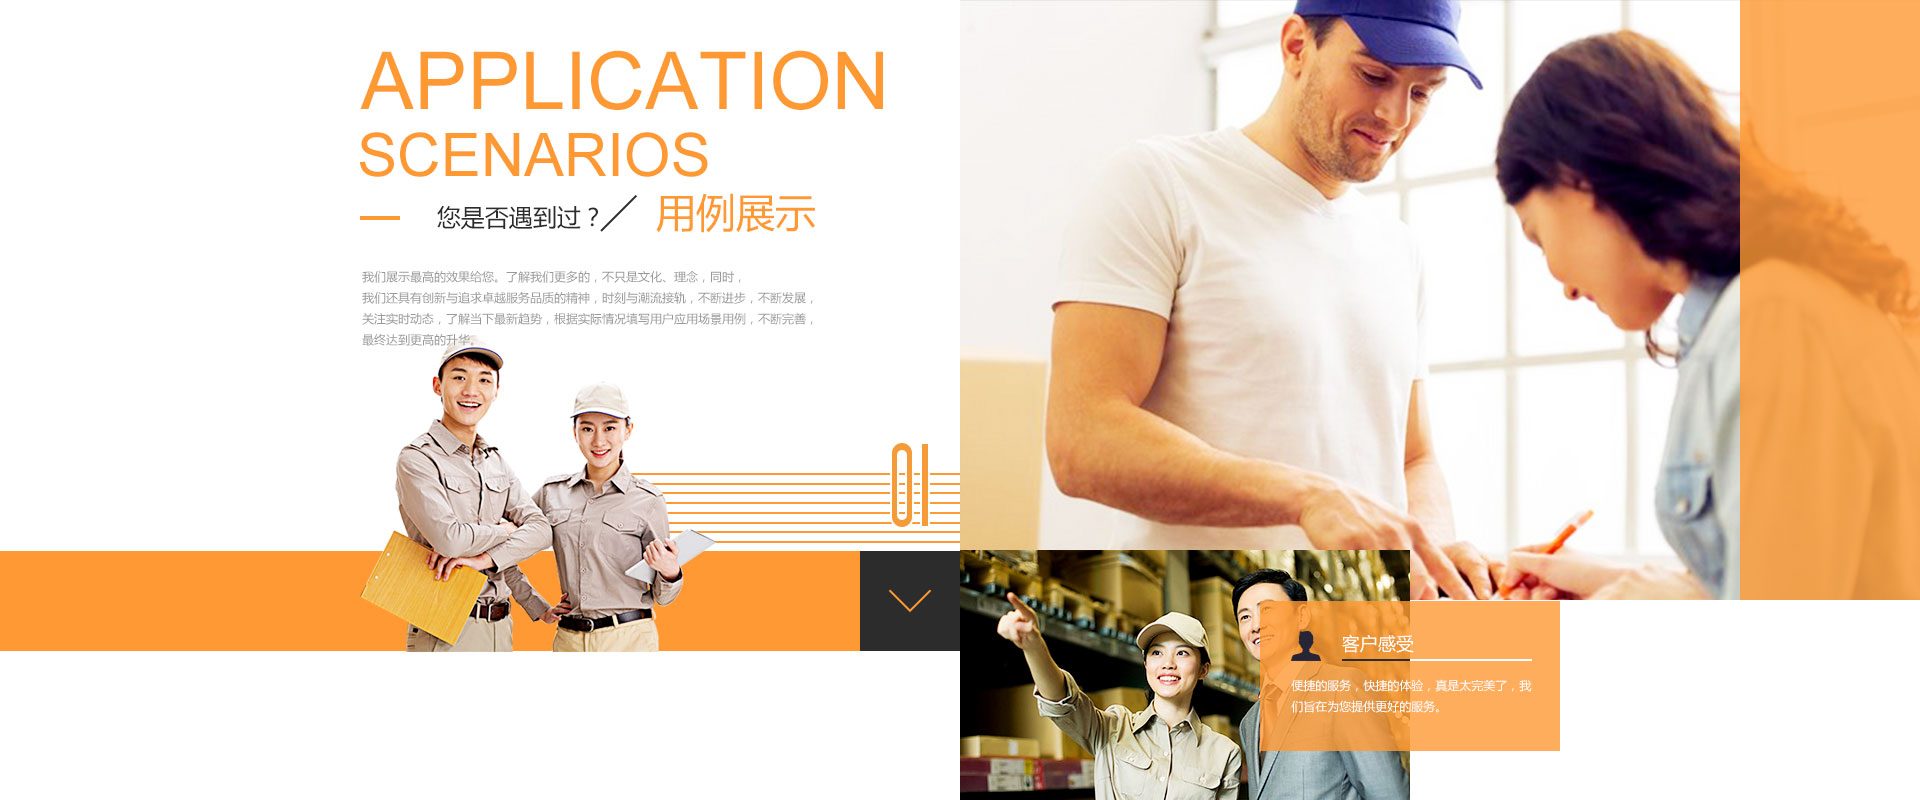 APPLICATION
SCENARIOS
您是否遇到过？/ 用例展示
我们展示最高的效果给您。了解我们更多的，不只是文化、理念，同时，
我们还具有创新与追求卓越服务品质的精神，时刻与潮流接轨，不断进步，不断发展，
关注实时动态，了解当下最新趋势，根据实际情况填写用户应用场景用例，不断完善，
最终达到更高的升华。
01
客户感受
便捷的服务，快捷的体验，真是太完美了，我
们旨在为您提供更好的服务。